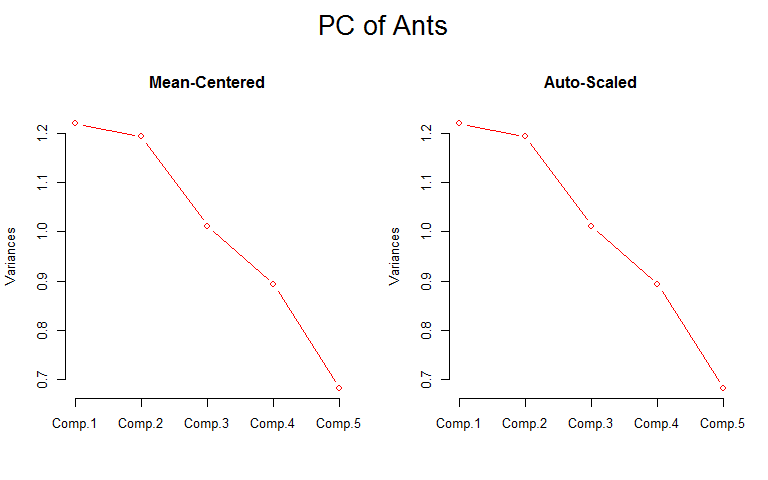 PC of Ants
Mean-Centered
Variances
1.2
1.1
1.0
0.9
0.8
0.7
Comp.1 Comp.2 Comp.3 Comp.4 Comp.5
Auto-Scaled
Variances
1.2
1.1
1.0
0.9
0.8
0.7
Comp.1 Comp.2 Comp.3 Comp.4 Comp.5